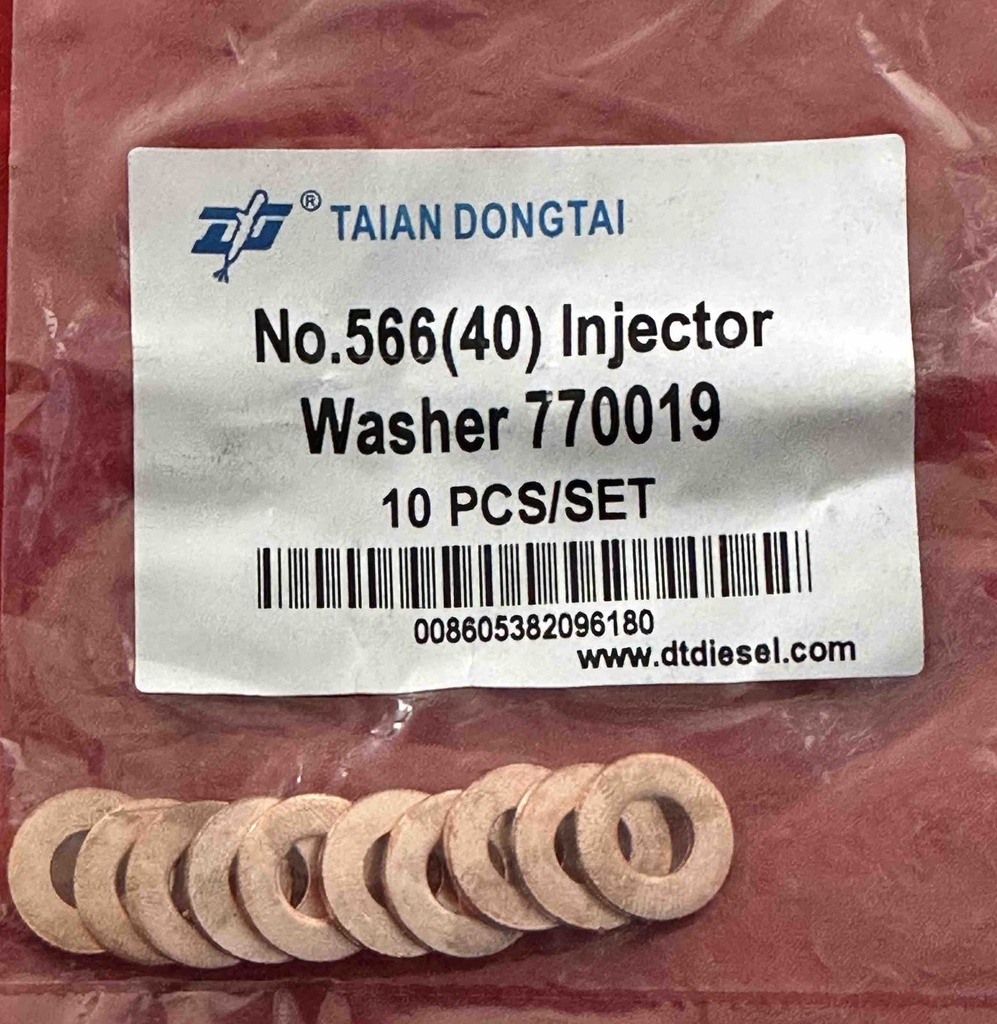 ® TAIAN DONGTAI
No.566(40) Injector
Washer 770019
10 PCS/SET
008605382096180
www.dtdiesel.com